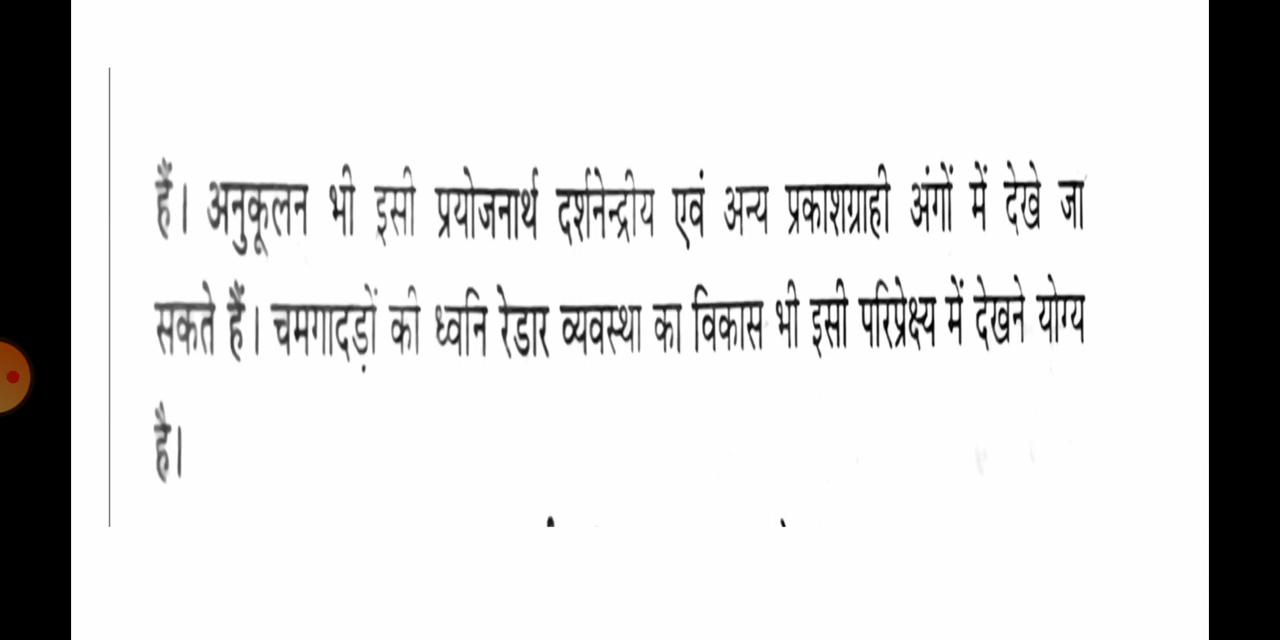 हैं। अनुकूलन भी इसी प्रयोजनार्थ दर्शनेन्द्रीय एवं अन्य प्रकाशग्राही अंगों में देखे जा
सकते हैं। चमगादड़ों की ध्वनि रेडार व्यवस्था का विकास भी इसी परिप्रेक्ष्य में देखने योग्य
है।